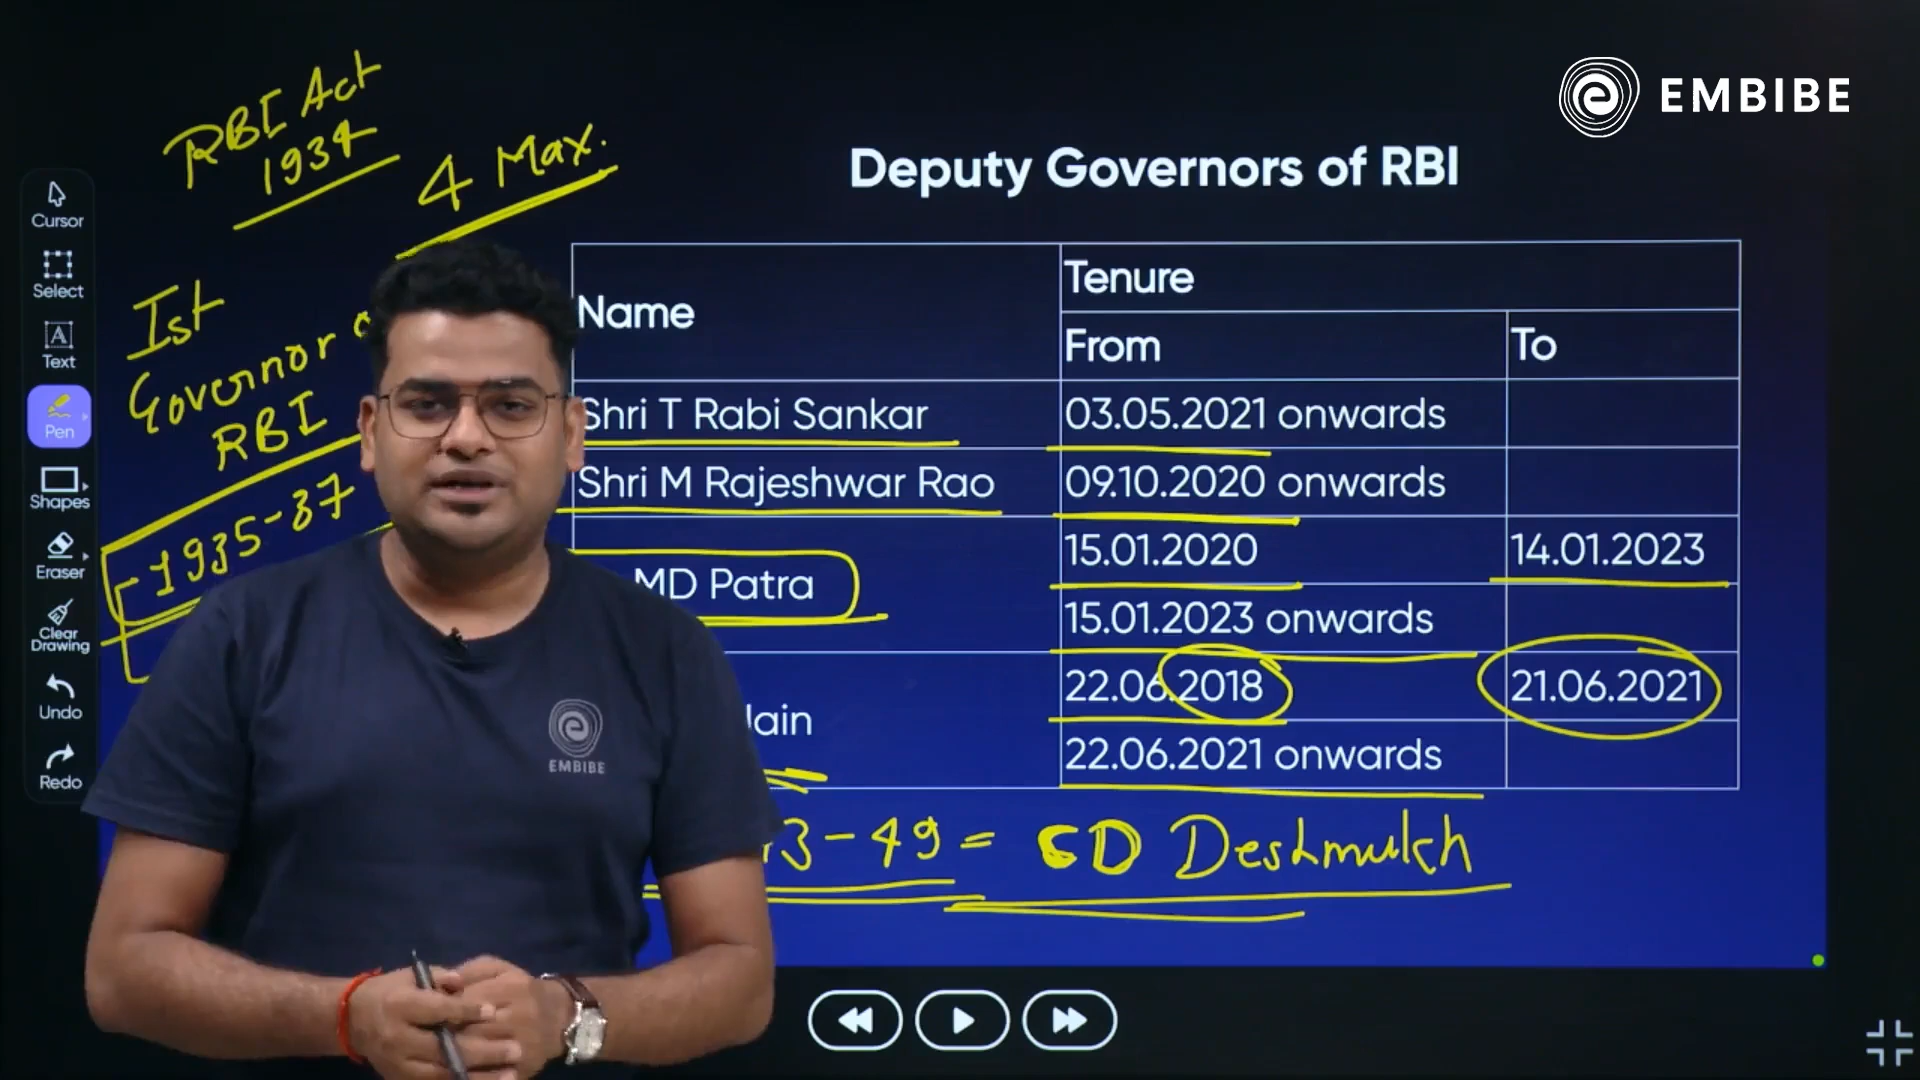 EMBIBE
RBI Act
1934
4 Max.
Deputy Governors of RBI
Cursor
Select
Text
Pen
Shapes
Eraser
Clear
Drawing
Undo
Redo
Ist
Governor
RBI
1935-37
Name
Tenure
From
To
Shri T Rabi Sankar
03.05.2021 onwards
Shri M Rajeshwar Rao
09.10.2020 onwards
MD Patra
15.01.2020
14.01.2023
15.01.2023 onwards
22.06.2018
21.06.2021
22.06.2021 onwards
3-49 = CD Deshmukh
EMBIBE